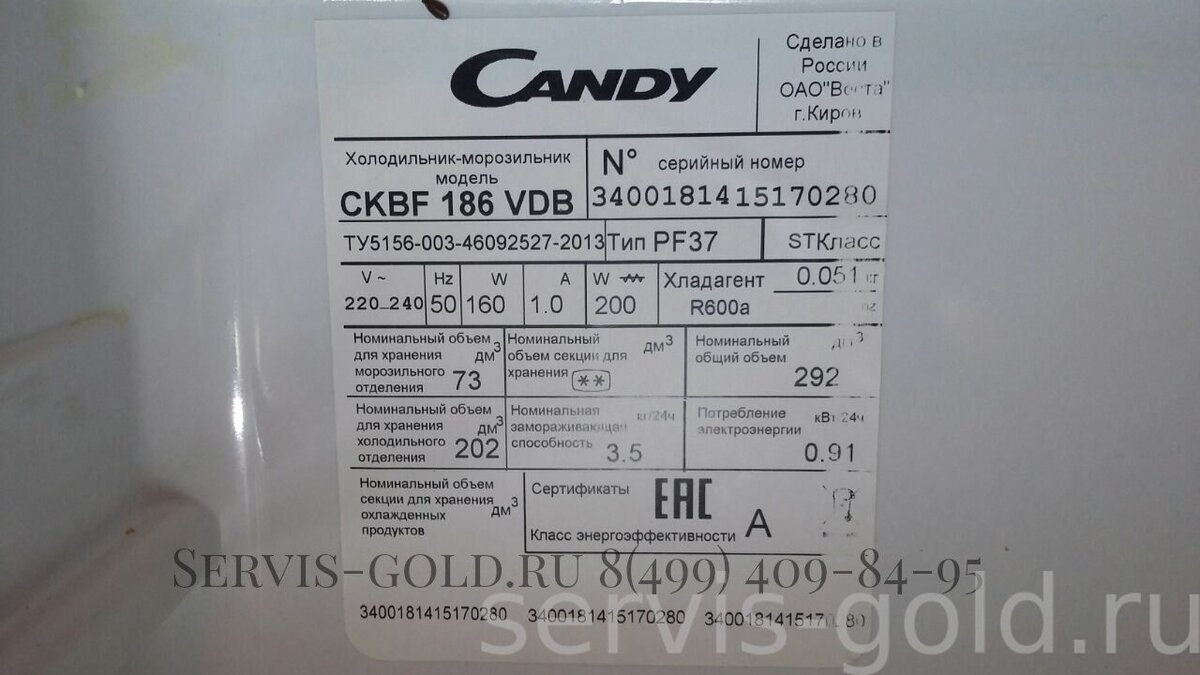 CANDY
Сделано в
России
ОАО"Веста"
г.Киров
Холодильник-морозильник
модель
CKBF 186 VDB
N° серийный номер
3400181415170280
ТУ5156-003-46092527-2013
Тип PF37
STКласс
V ~
220-240
Hz
50
W
160
A
1.0
W
200
Хладагент
R600a
0.051 кг
oz
Номинальный объем
для хранения дм3
морозильного
отделения 73
Номинальный дм3
объем секции для
хранения **
Номинальный дм3
общий объем
292
Номинальный объем
для хранения дм3
холодильного
отделения 202
Номинальная кг/24ч
замораживающая
способность
3.5
Потребление кВт 24ч
электроэнергии
0.91
Номинальный объем
секции для хранения дм3
охлажденных
продуктов
Сертификаты EAC
Класс энергоэффективности A
Servis-gold.ru 8(499) 409-84-95
3400181415170280 3400181415170280 3400181415170280
servis-gold.ru